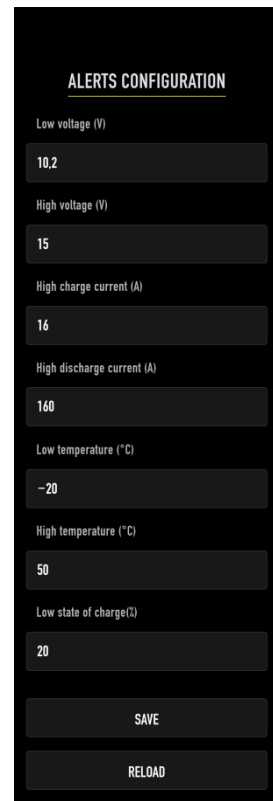 ALERTS CONFIGURATION
Low voltage (V)
10,2
High voltage (V)
15
High charge current (A)
16
High discharge current (A)
160
Low temperature (°C)
−20
High temperature (°C)
50
Low state of charge(%)
20
SAVE
RELOAD